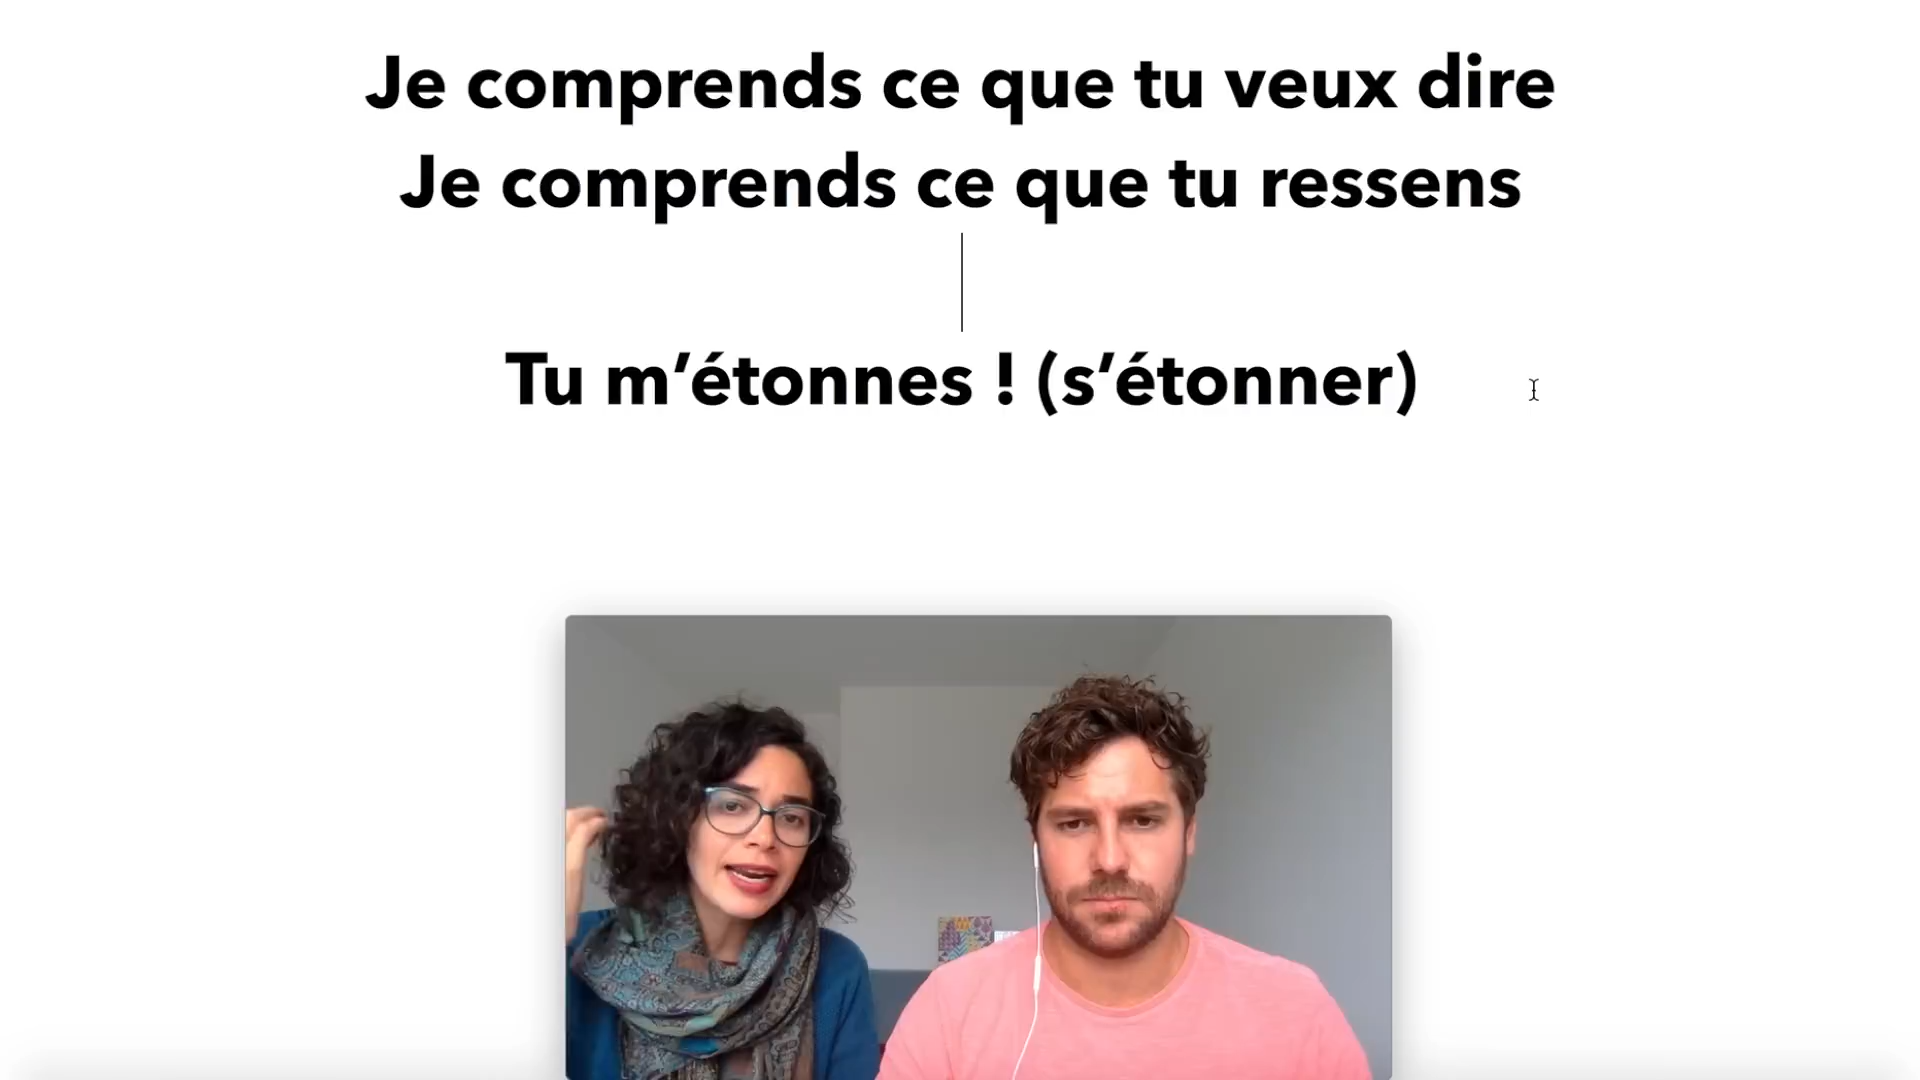 Je comprends ce que tu veux dire
Je comprends ce que tu ressens
Tu m’étonnes ! (s’étonner)